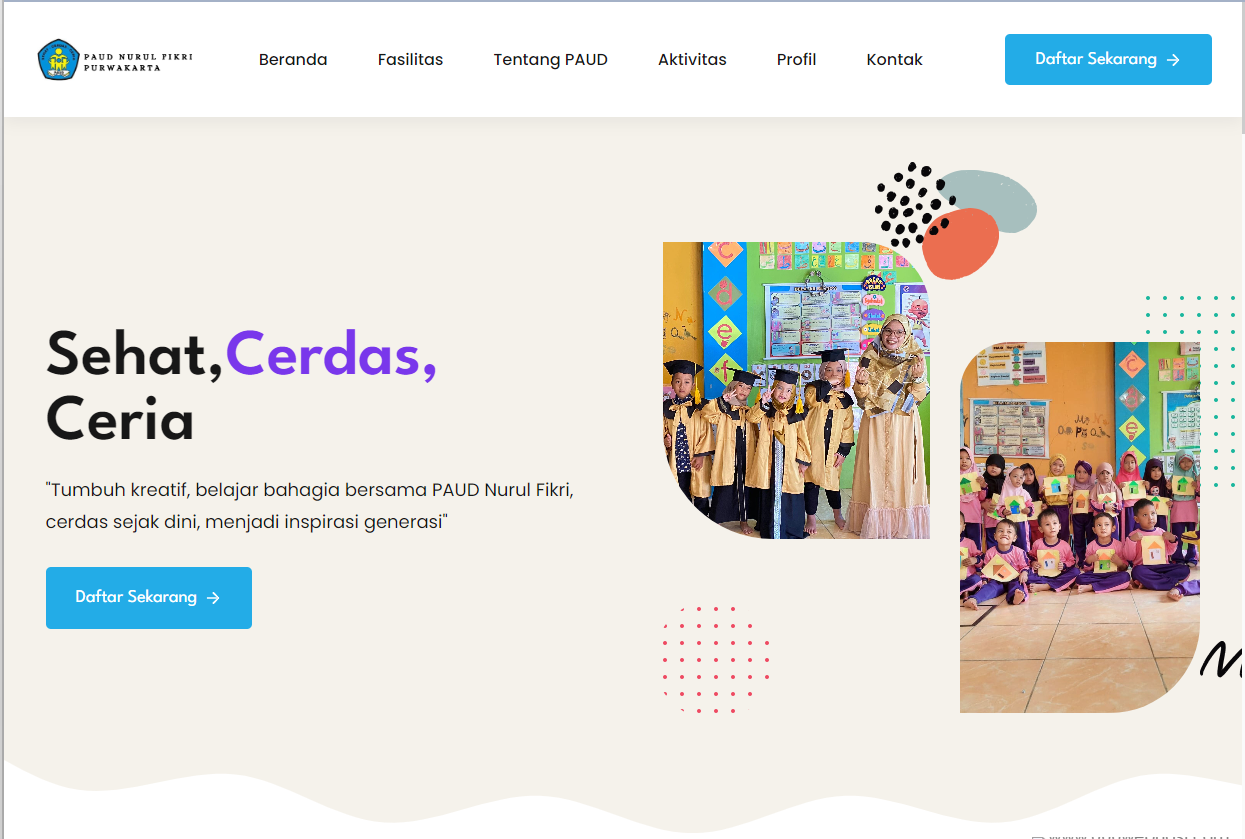 PAUD NURUL FIKRI
PURWAKARTA
Beranda
Fasilitas
Tentang PAUD
Aktivitas
Profil
Kontak
Daftar Sekarang →
Sehat,Cerdas,
Ceria
"Tumbuh kreatif, belajar bahagia bersama PAUD Nurul Fikri,
cerdas sejak dini, menjadi inspirasi generasi"
Daftar Sekarang →
c
d
e
f
c
e